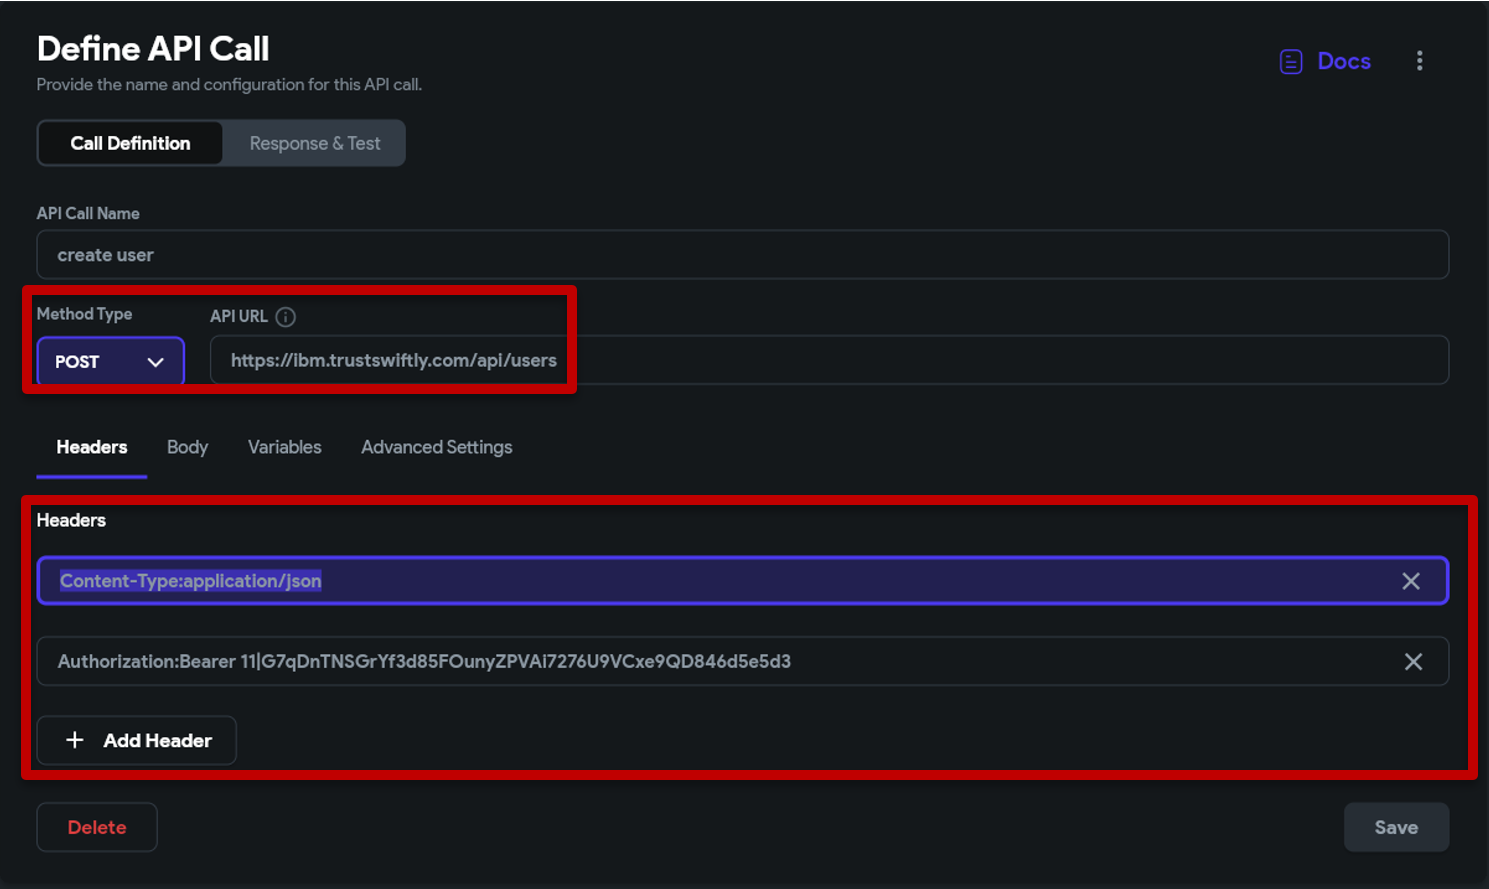 Define API Call
Docs
Provide the name and configuration for this API call.
Call Definition
Response & Test
API Call Name
create user
Method Type
API URL
POST
https://ibm.trustswiftly.com/api/users
Headers
Body
Variables
Advanced Settings
Headers
Content-Type:application/json
Authorization:Bearer 11|G7qDnTNSGrYf3d85FOunyZPVAi7276U9VCxe9QD846d5e5d3
+ Add Header
Delete
Save